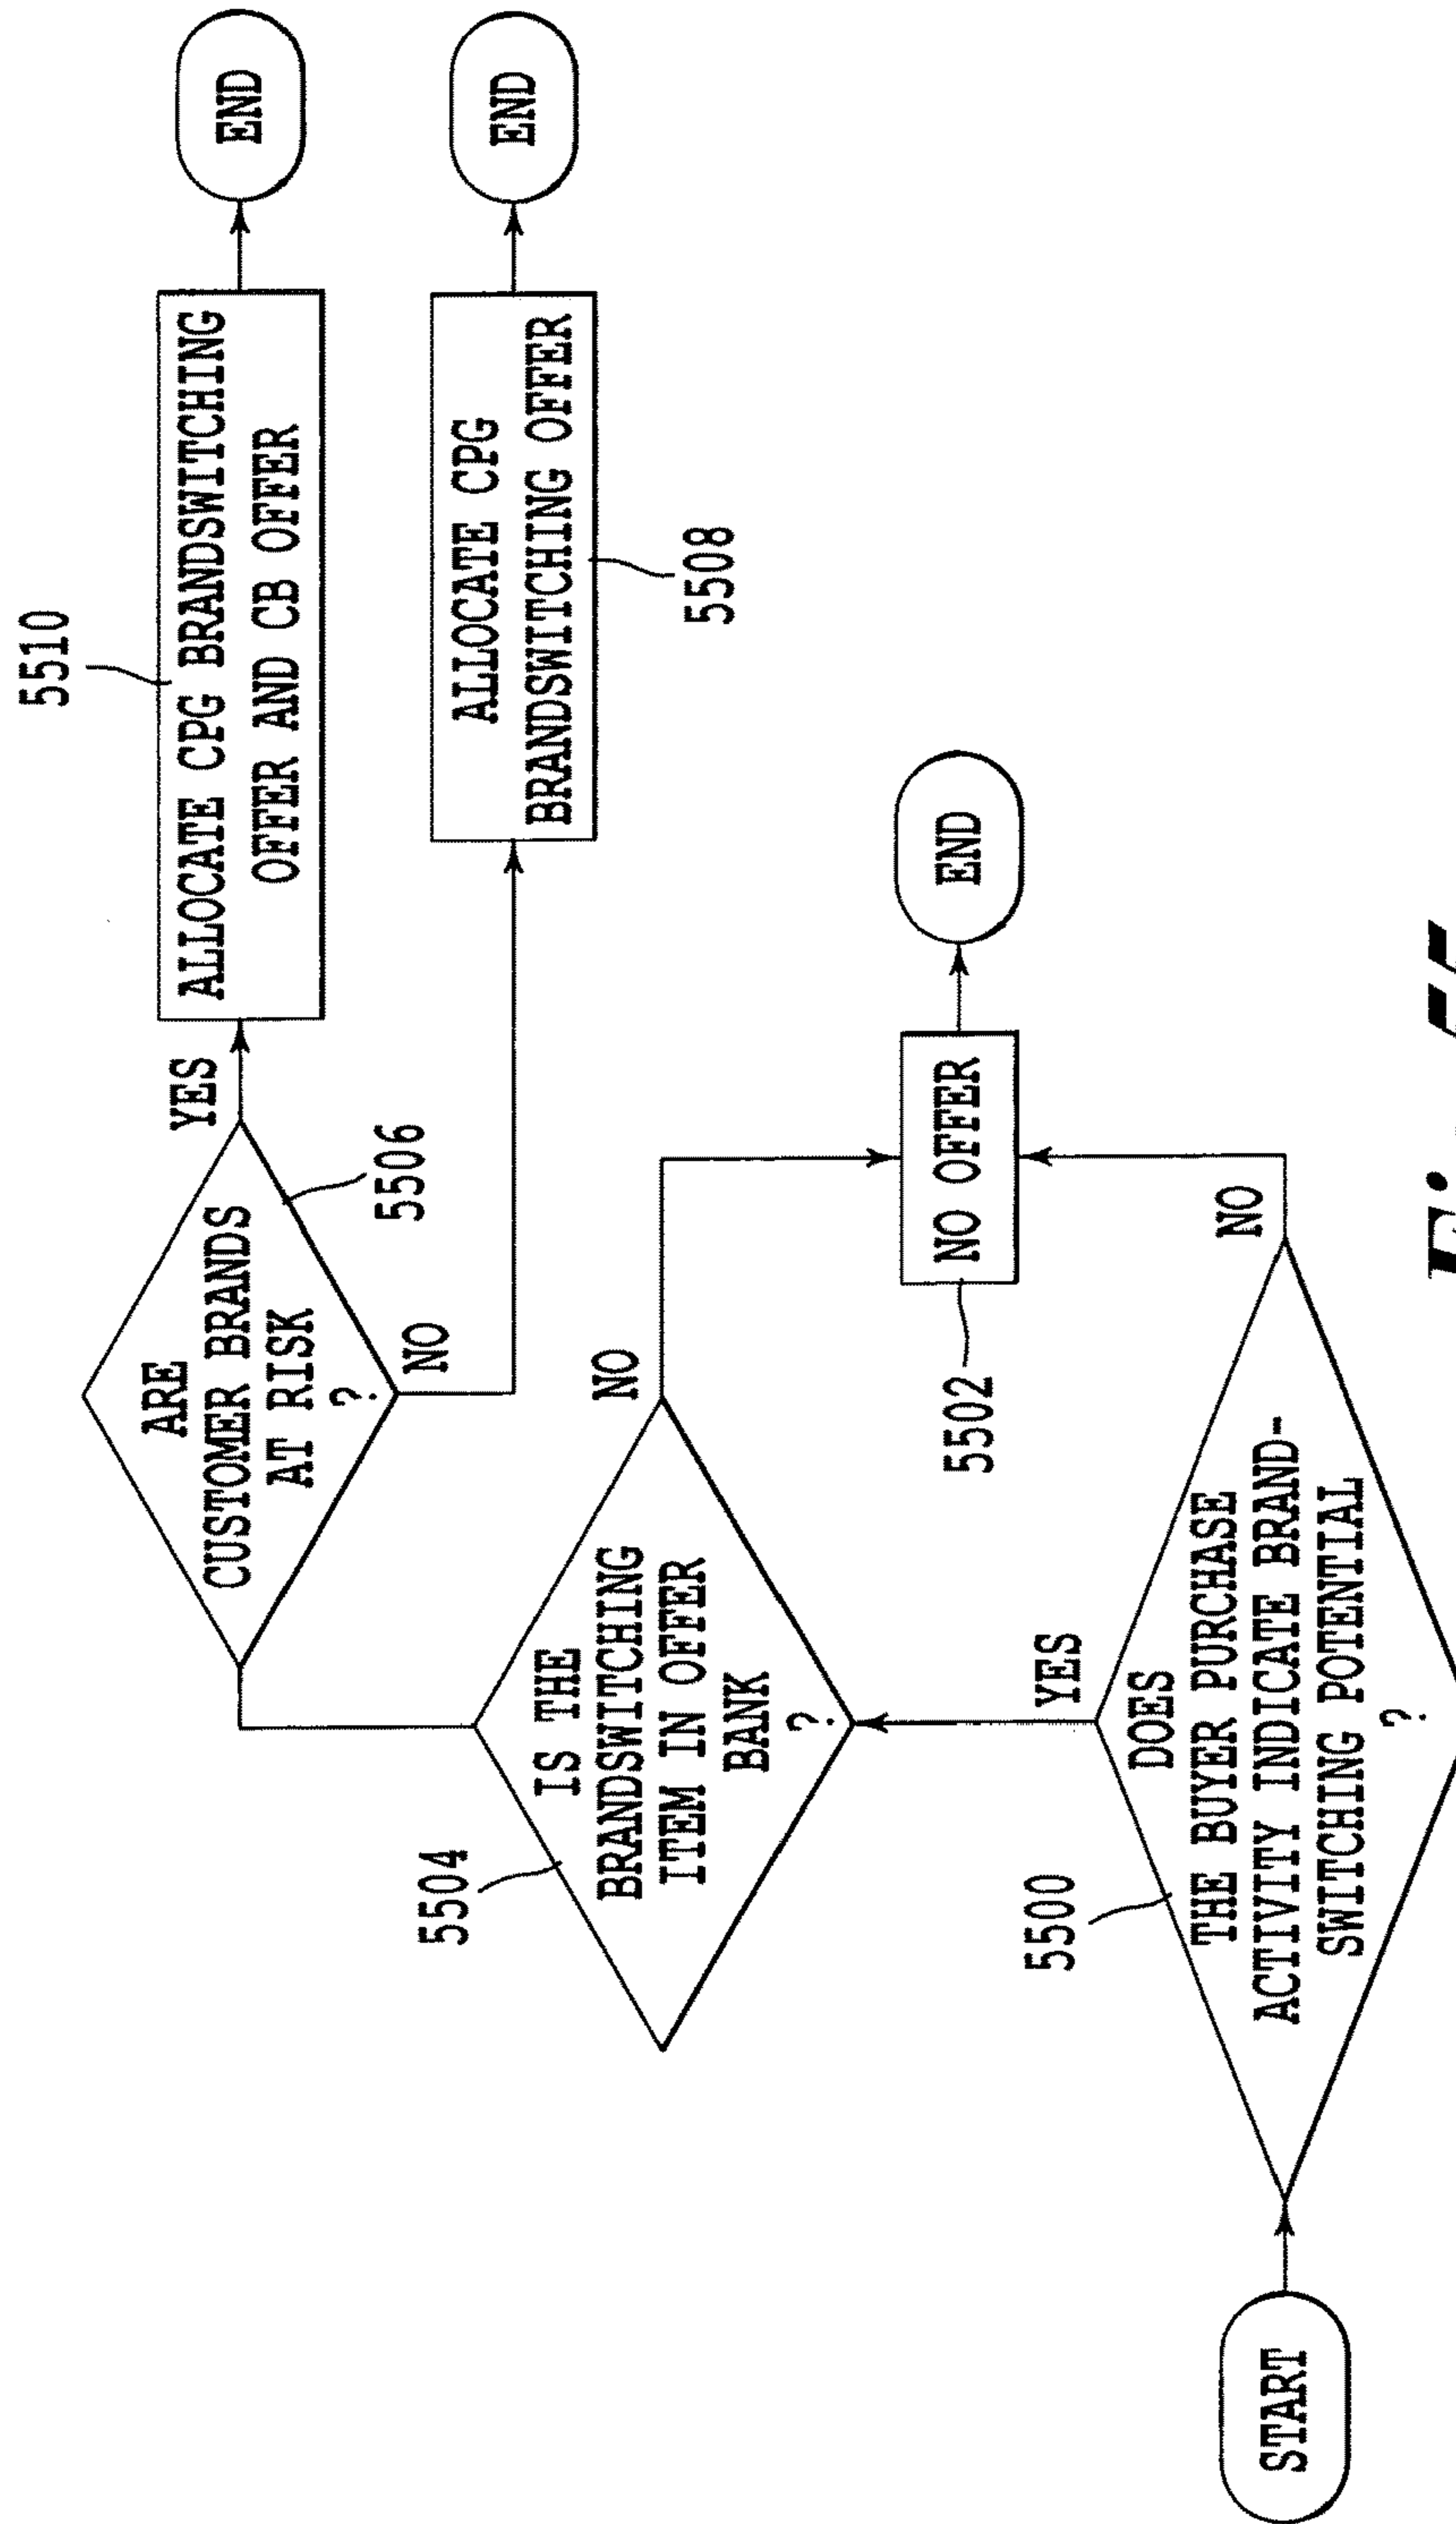 START
5500
DOES
THE BUYER PURCHASE
ACTIVITY INDICATE BRAND-
SWITCHING POTENTIAL
?
YES
NO
5504
IS THE
BRANDSWITCHING
ITEM IN OFFER
BANK
?
NO
5502
NO OFFER
END
ARE
CUSTOMER BRANDS
AT RISK
?
5506
YES
NO
5510
ALLOCATE CPG BRANDSWITCHING
OFFER AND CB OFFER
END
ALLOCATE CPG
BRANDSWITCHING OFFER
5508
END